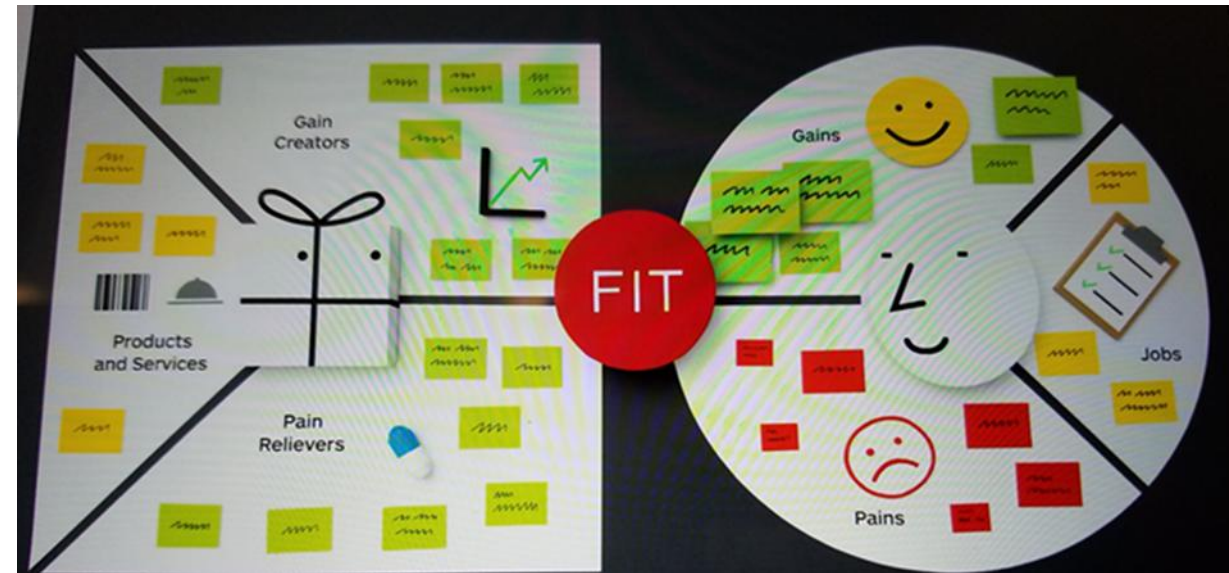 Gain
Creators
Products
and Services
Pain
Relievers
FIT
Gains
Jobs
Pains